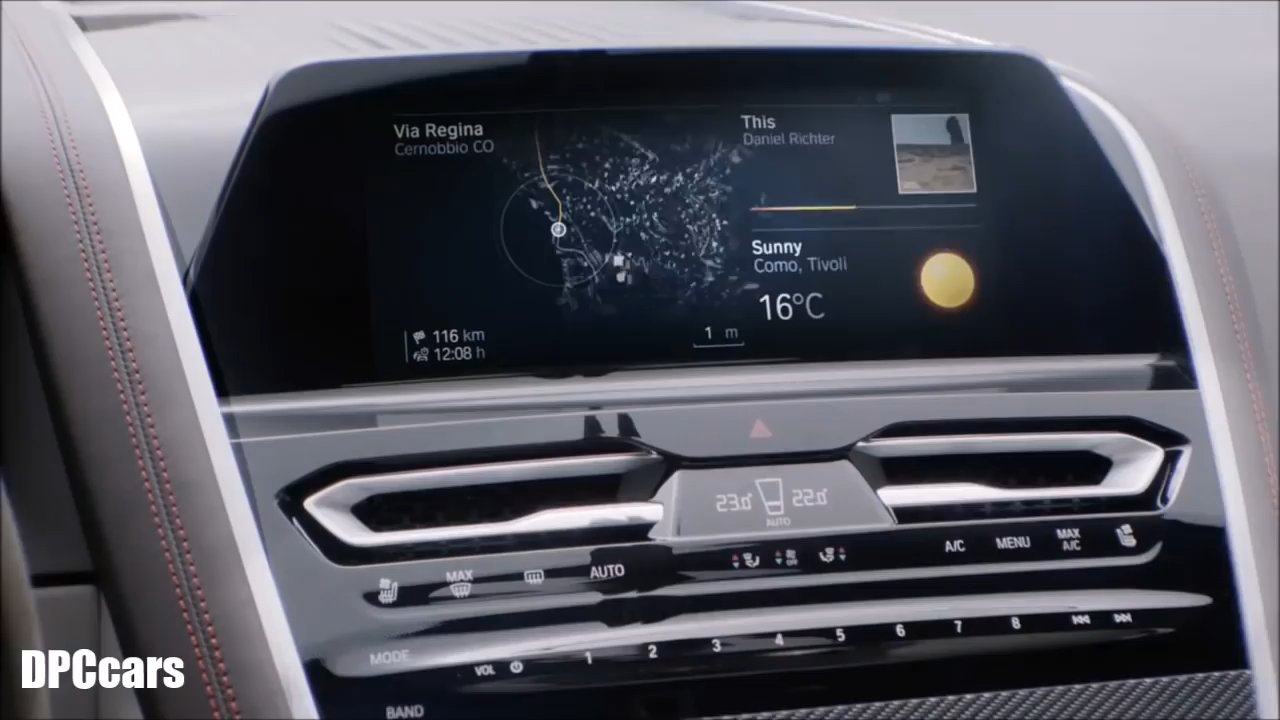 Via Regina
Cernobbio CO
This
Daniel Richter
Sunny
Como, Tivoli
16°C
116 km
12:08 h
1 m
23.0° 22.0°
AUTO
MAX
AUTO
OFF
A/C
MENU
MAX
A/C
MODE
VOL
1 2 3 4 5 6 7 8
BAND
DPCcars